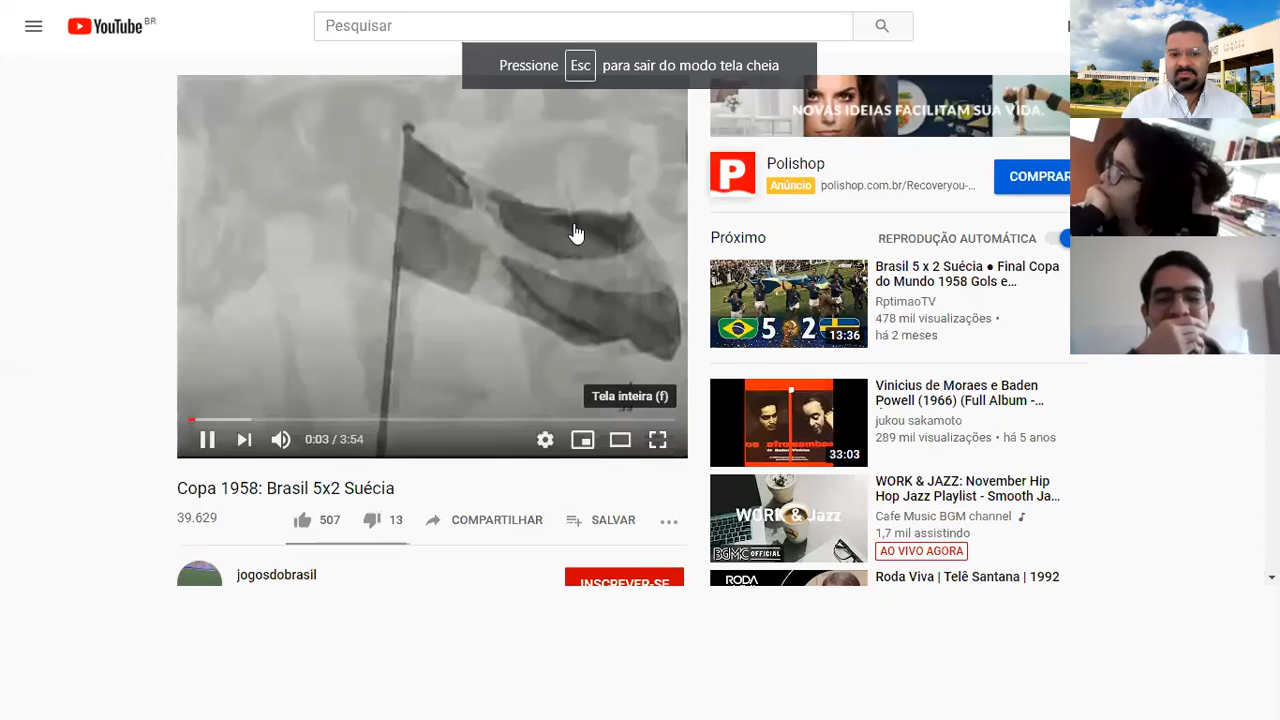 YouTube BR
Pesquisar
Pressione Esc para sair do modo tela cheia
NOVAS IDEIAS FACILITAM SUA VIDA.
P
Polishop
Anúncio polishop.com.br/Recoveryou-...
COMPRAR
Próximo
REPRODUÇÃO AUTOMÁTICA
5 2
13:36
Brasil 5 x 2 Suécia ● Final Copa
do Mundo 1958 Gols e...
RptimaoTV
478 mil visualizações •
há 2 meses
33:03
Vinicius de Moraes e Baden
Powell (1966) (Full Album -...
jukou sakamoto
289 mil visualizações • há 5 anos
WORK & Jazz
BGMC OFFICIAL
WORK & JAZZ: November Hip
Hop Jazz Playlist - Smooth Ja...
Cafe Music BGM channel
1,7 mil assistindo
AO VIVO AGORA
RODA
Roda Viva | Telê Santana | 1992
Tela inteira (f)
0:03 / 3:54
Copa 1958: Brasil 5x2 Suécia
39.629
507
13
COMPARTILHAR
SALVAR
jogosdobrasil
INSCREVER-SE